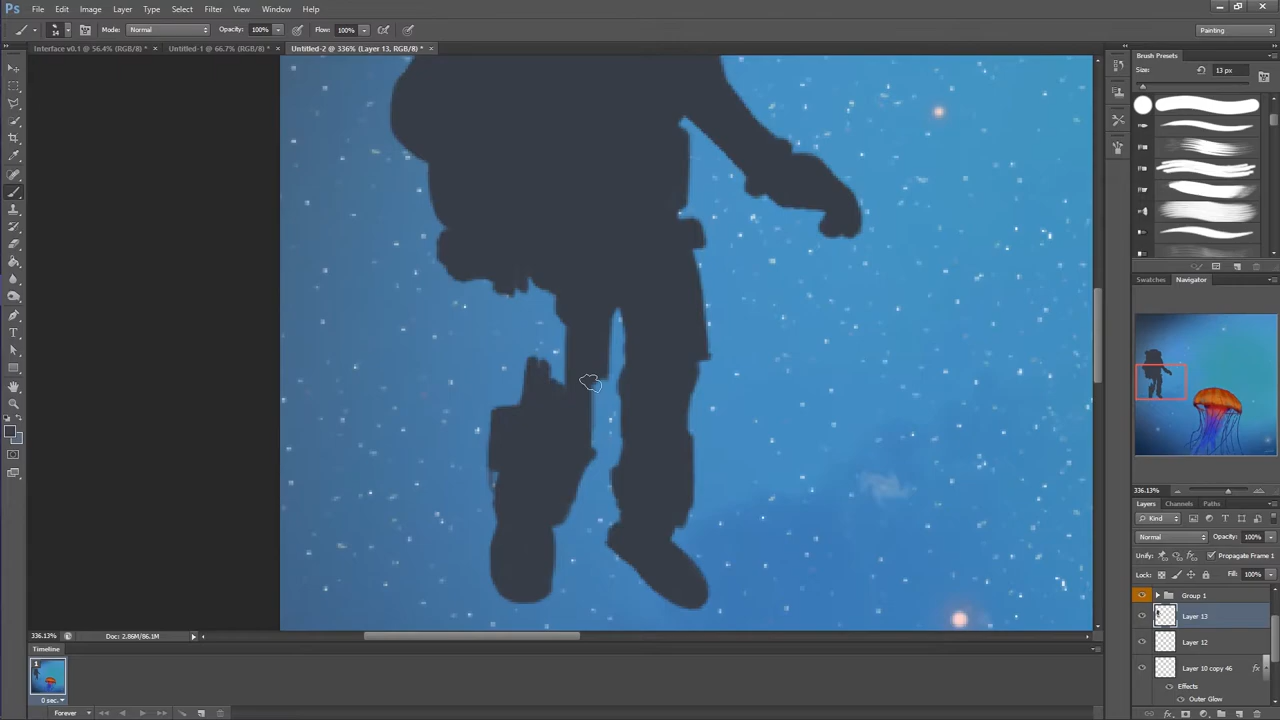 Ps File Edit Image Layer Type Select Filter View Window Help
14 Mode: Normal Opacity: 100% Flow: 100% Painting
Interface v0.1 @ 56.4% (RGB/8) * × Untitled-1 @ 66.7% (RGB/8) * × Untitled-2 @ 336% (Layer 13, RGB/8) * ×
Brush Presets
Size: 13 px
Swatches Navigator
336.13%
Layers Channels Paths
Kind
Normal Opacity: 100%
Unify: Propagate Frame 1
Lock: Fill: 100%
Group 1
Layer 13
Layer 12
Layer 10 copy 46 fx
Effects
Outer Glow
336.13% Doc: 2.86M/86.1M
Timeline
1
0 sec.
Forever